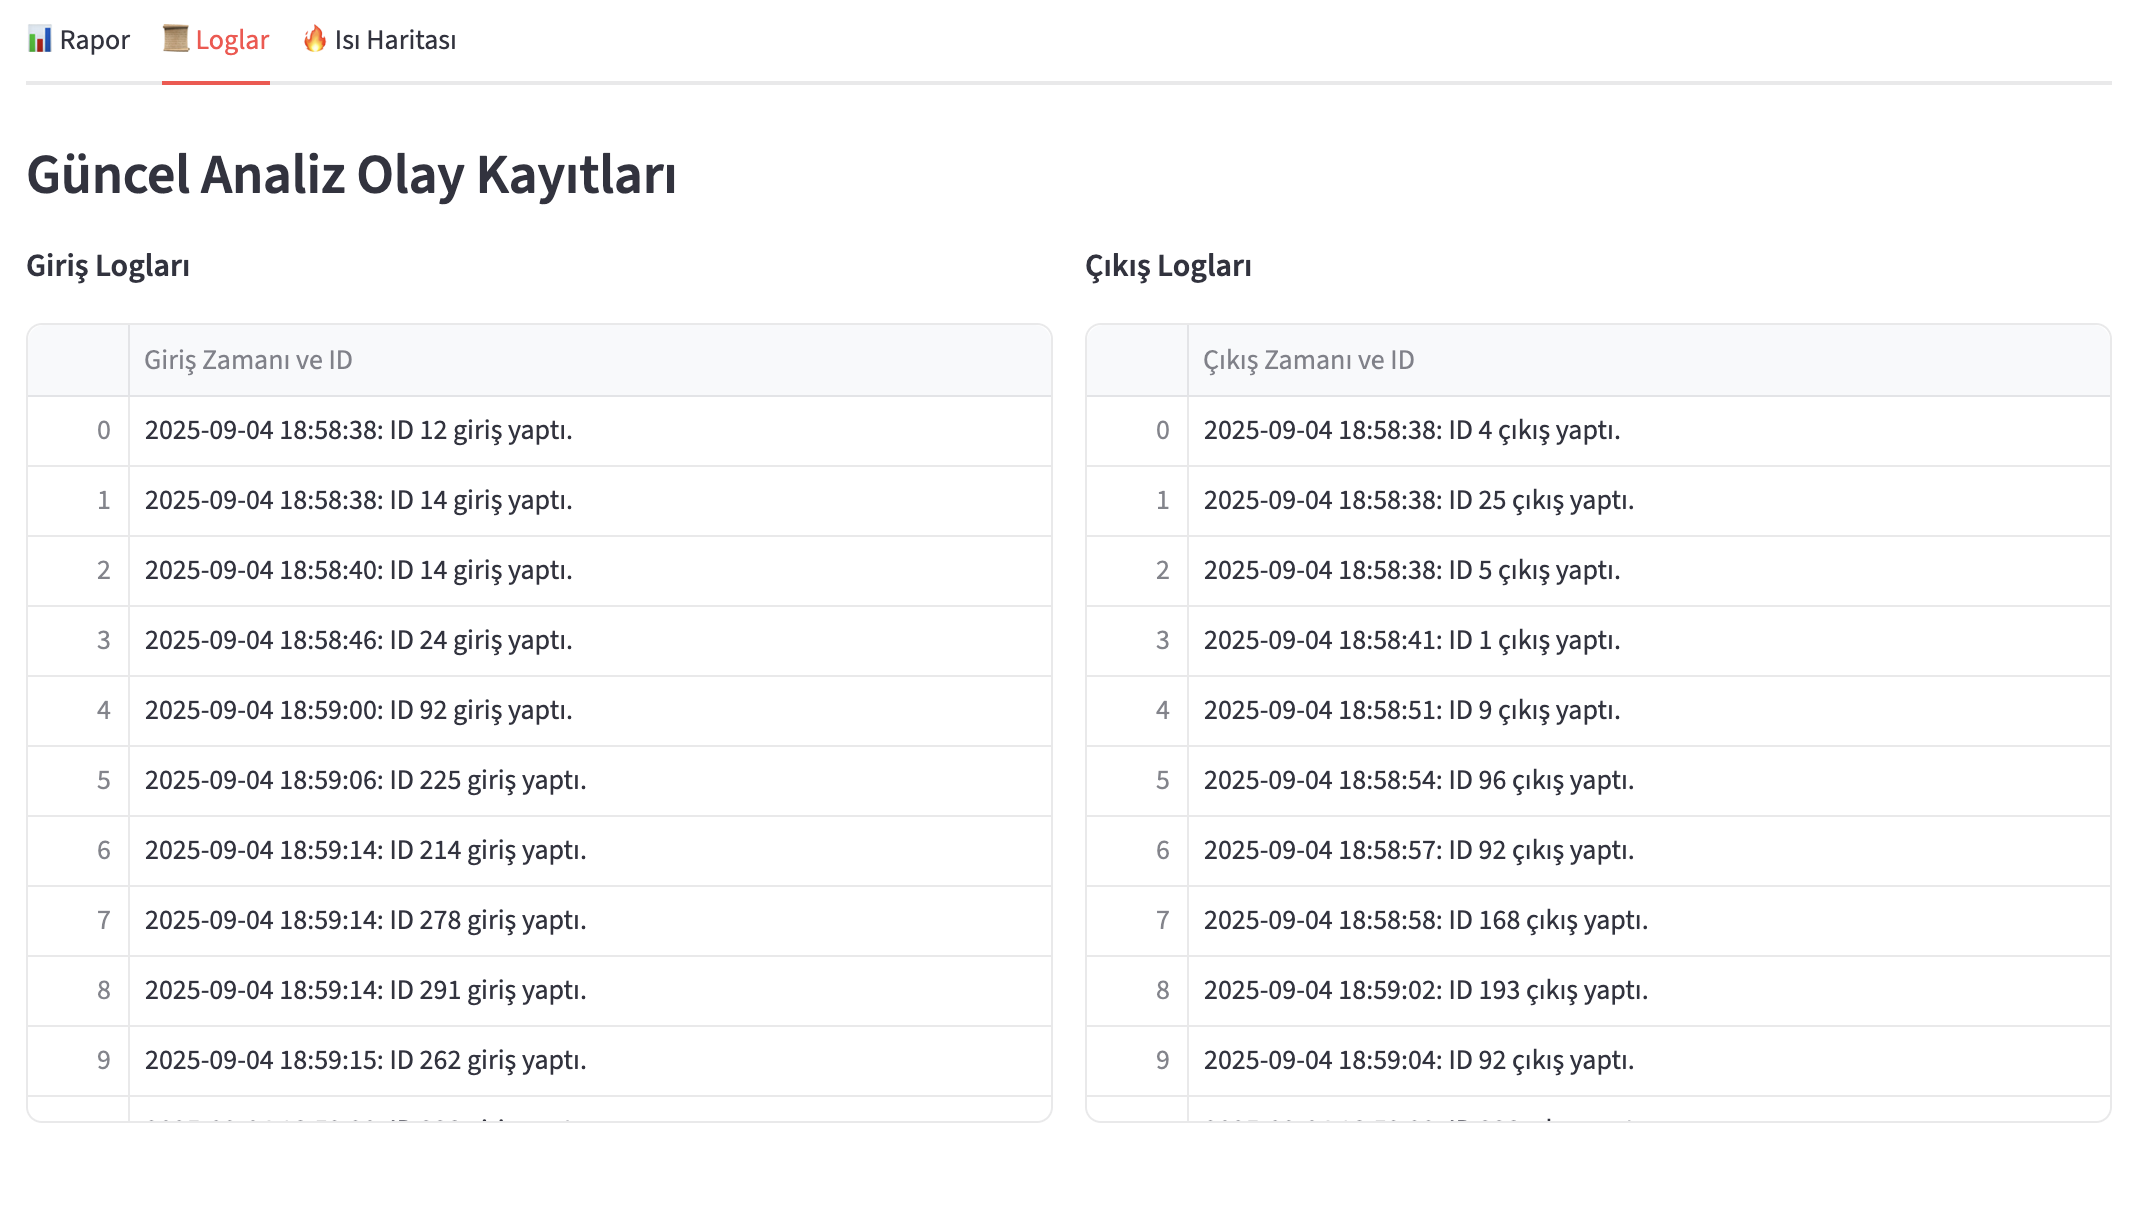 Rapor Loglar Isı Haritası
Güncel Analiz Olay Kayıtları
Giriş Logları
Giriş Zamanı ve ID
0 2025-09-04 18:58:38: ID 12 giriş yaptı.
1 2025-09-04 18:58:38: ID 14 giriş yaptı.
2 2025-09-04 18:58:40: ID 14 giriş yaptı.
3 2025-09-04 18:58:46: ID 24 giriş yaptı.
4 2025-09-04 18:59:00: ID 92 giriş yaptı.
5 2025-09-04 18:59:06: ID 225 giriş yaptı.
6 2025-09-04 18:59:14: ID 214 giriş yaptı.
7 2025-09-04 18:59:14: ID 278 giriş yaptı.
8 2025-09-04 18:59:14: ID 291 giriş yaptı.
9 2025-09-04 18:59:15: ID 262 giriş yaptı.
Çıkış Logları
Çıkış Zamanı ve ID
0 2025-09-04 18:58:38: ID 4 çıkış yaptı.
1 2025-09-04 18:58:38: ID 25 çıkış yaptı.
2 2025-09-04 18:58:38: ID 5 çıkış yaptı.
3 2025-09-04 18:58:41: ID 1 çıkış yaptı.
4 2025-09-04 18:58:51: ID 9 çıkış yaptı.
5 2025-09-04 18:58:54: ID 96 çıkış yaptı.
6 2025-09-04 18:58:57: ID 92 çıkış yaptı.
7 2025-09-04 18:58:58: ID 168 çıkış yaptı.
8 2025-09-04 18:59:02: ID 193 çıkış yaptı.
9 2025-09-04 18:59:04: ID 92 çıkış yaptı.